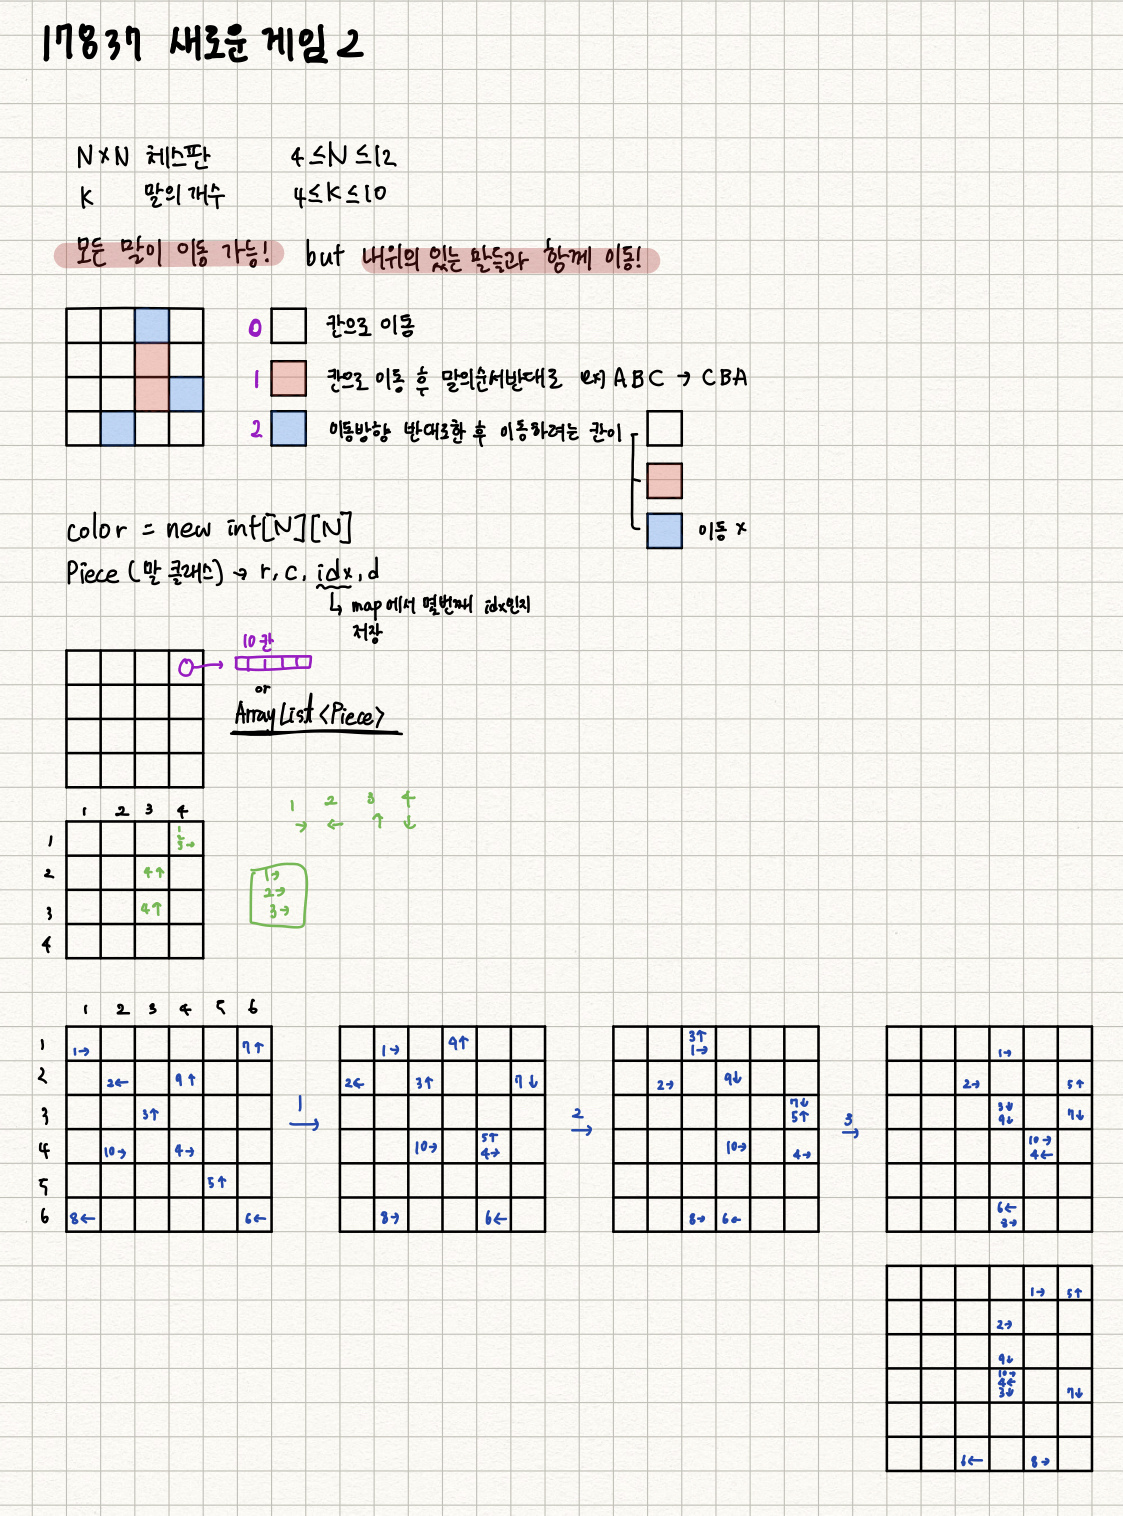 17837 새로운 게임 2
N×N 체스판 4≤N≤12
K 말의 개수 4≤K≤10
모든 말이 이동 가능! but 내위의 있는 말들과 함께 이동!
0 칸으로 이동
1 칸으로 이동 후 말의순서반대로 ex) ABC → CBA
2 이동방향 반대로한 후 이동하려는 칸이
이동 x
color = new int[N][N]
Piece (말 클래스) → r, c, idx, d
↳ map에서 몇번째 idx인지
저장
10칸
or
ArrayList<Piece>
1 2 3 4
→ ← ↑ ↓
1 2 3 4
1
2 4↑
3 4↑
4
1→
2→
3→
1 2 3 4 5 6
1 1→ 7↑
2 2← 9↑
3 3↑
4 10→ 4→
5 5↑
6 8← 6←
1
→
1→ 9↑
2← 3↑ 7↓
5↑
10→ 4→
8→ 6←
2
→
3↑
1→
2→ 9↓
7↓
5↑
10→ 4→
8→ 6←
3
→
1→
2→ 5↑
3↓
9↓ 7↓
10→
4←
6←
8→
1→ 5↑
2→
9↓
10→
4←
3↓ 7↓
6← 8→